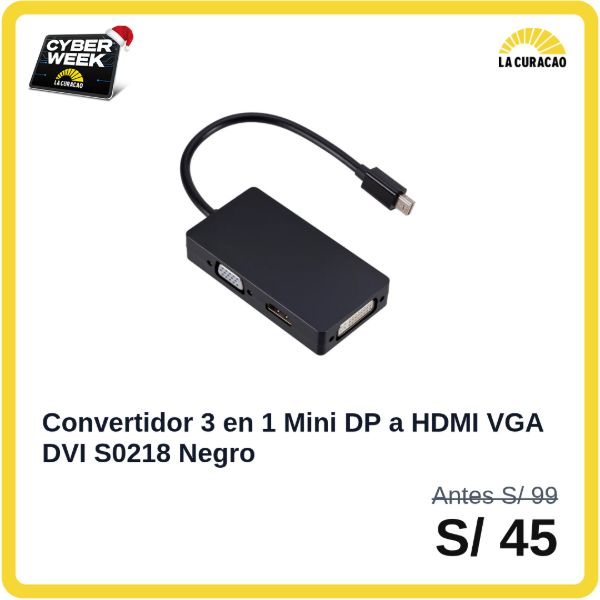 CYBER
WEEK
LA CURACAO
LA CURACAO
Convertidor 3 en 1 Mini DP a HDMI VGA
DVI S0218 Negro
Antes S/ 99
S/ 45